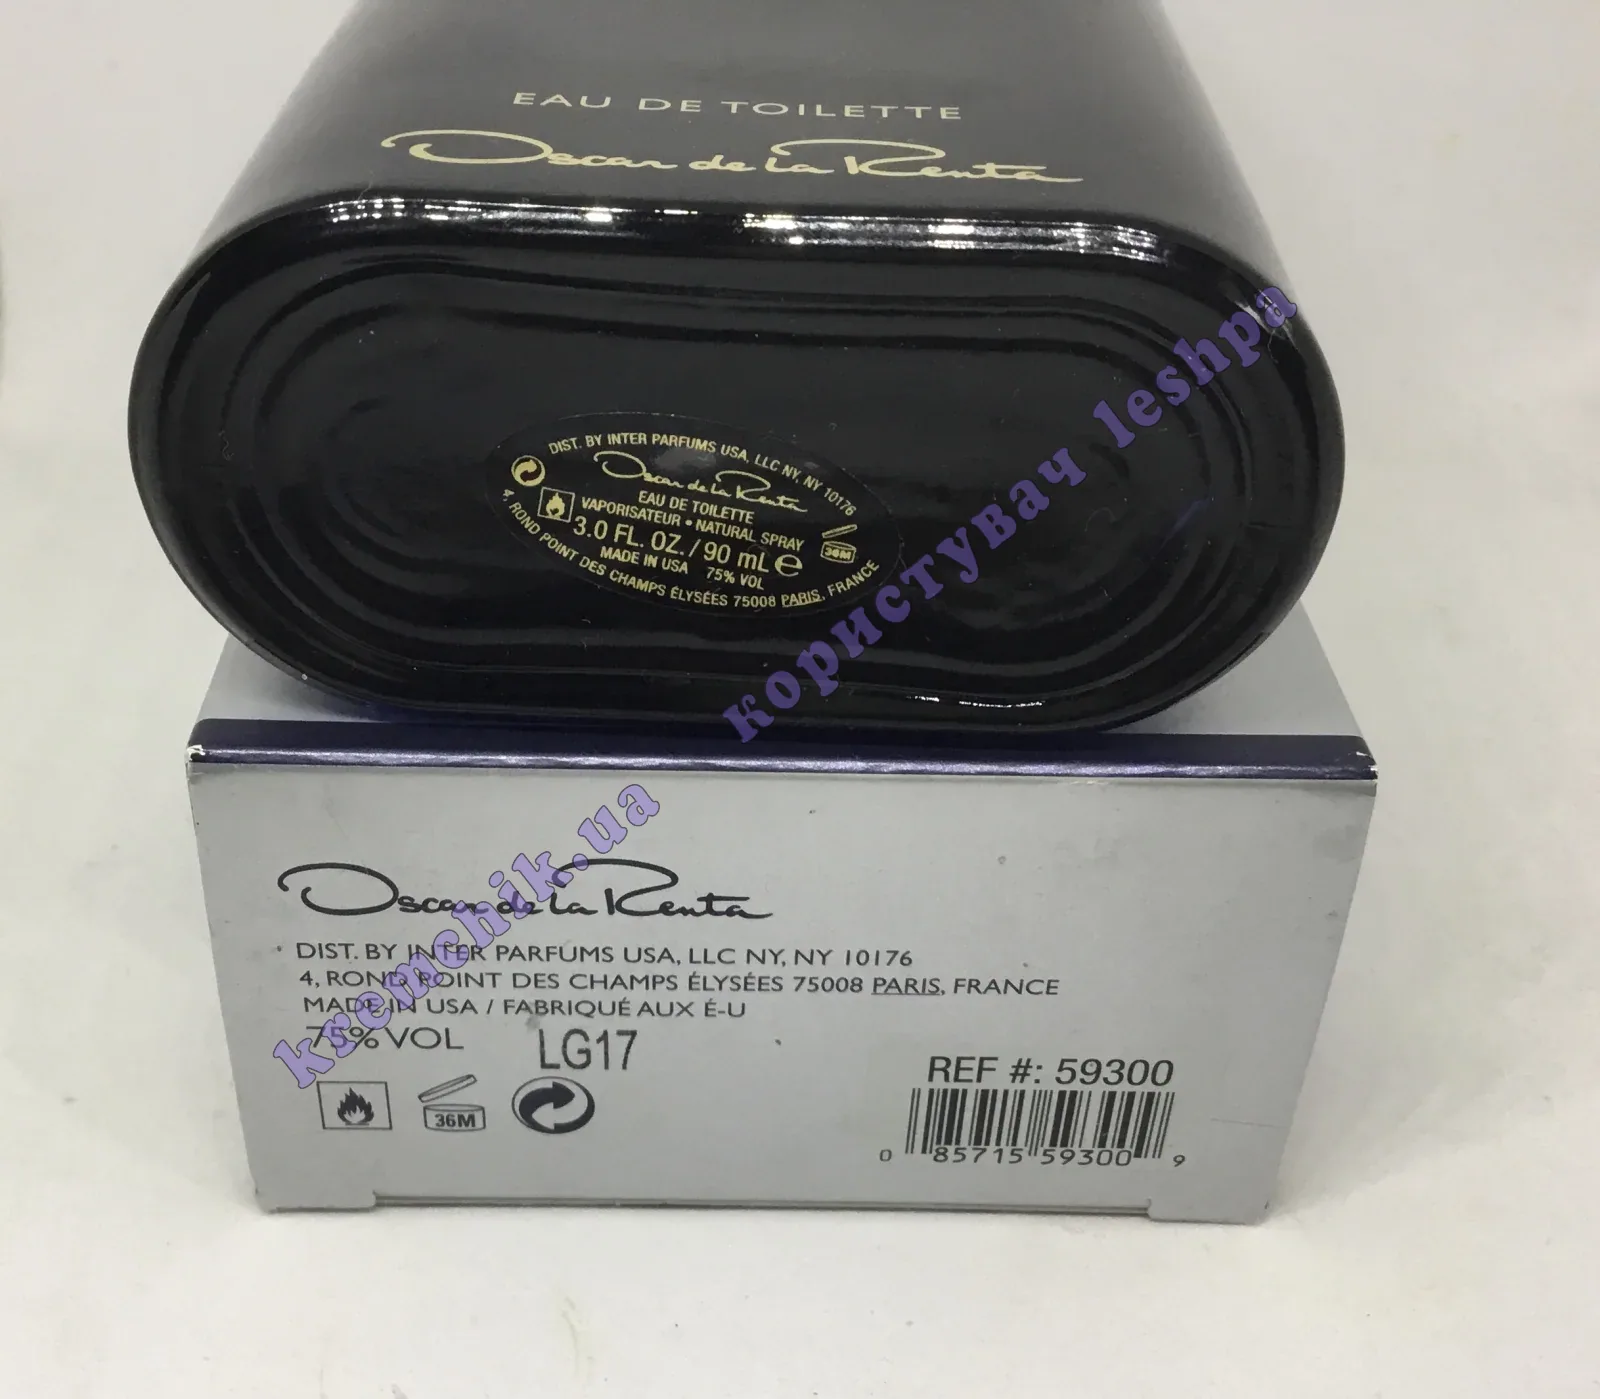 EAU DE TOILETTE
Oscar de la Renta
DIST. BY INTER PARFUMS USA, LLC NY, NY 10176
Oscar de la Renta
EAU DE TOILETTE
VAPORISATEUR • NATURAL SPRAY
3.0 FL. OZ. / 90 mL e
36M
MADE IN USA 75% VOL
4, ROND POINT DES CHAMPS ÉLYSÉES 75008 PARIS, FRANCE
користувач leshpa
kremchik.ua
Oscar de la Renta
DIST. BY INTER PARFUMS USA, LLC NY, NY 10176
4, ROND POINT DES CHAMPS ÉLYSÉES 75008 PARIS, FRANCE
MADE IN USA / FABRIQUÉ AUX É-U
75% VOL LG17
36M
REF #: 59300
0 85715 59300 9